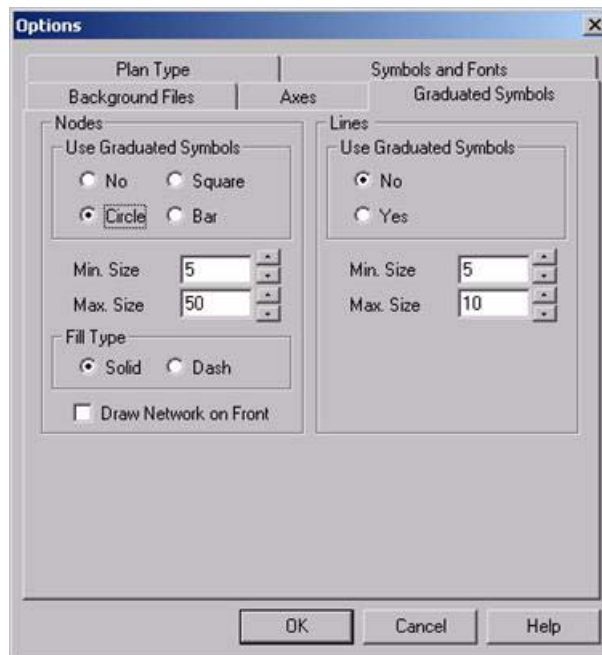 Options
Plan Type Symbols and Fonts
Background Files Axes Graduated Symbols
Nodes Lines
Use Graduated Symbols Use Graduated Symbols
No Square No
Circle Bar Yes
Min. Size 5 Min. Size 5
Max. Size 50 Max. Size 10
Fill Type
Solid Dash
Draw Network on Front
OK Cancel Help